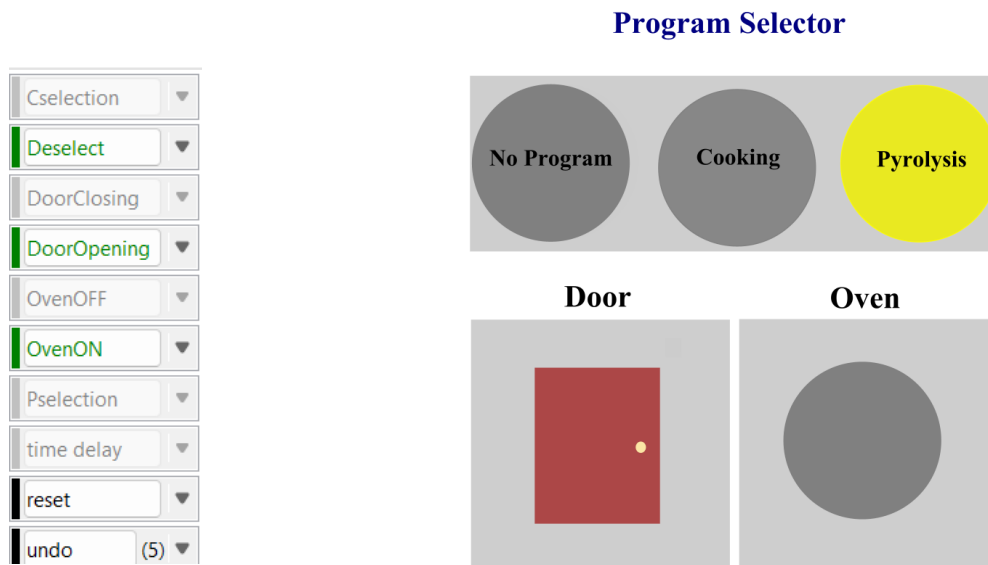 Program Selector
Cselection
Deselect
DoorClosing
DoorOpening
OvenOFF
OvenON
Pselection
time delay
reset
undo (5)
No Program
Cooking
Pyrolysis
Door
Oven